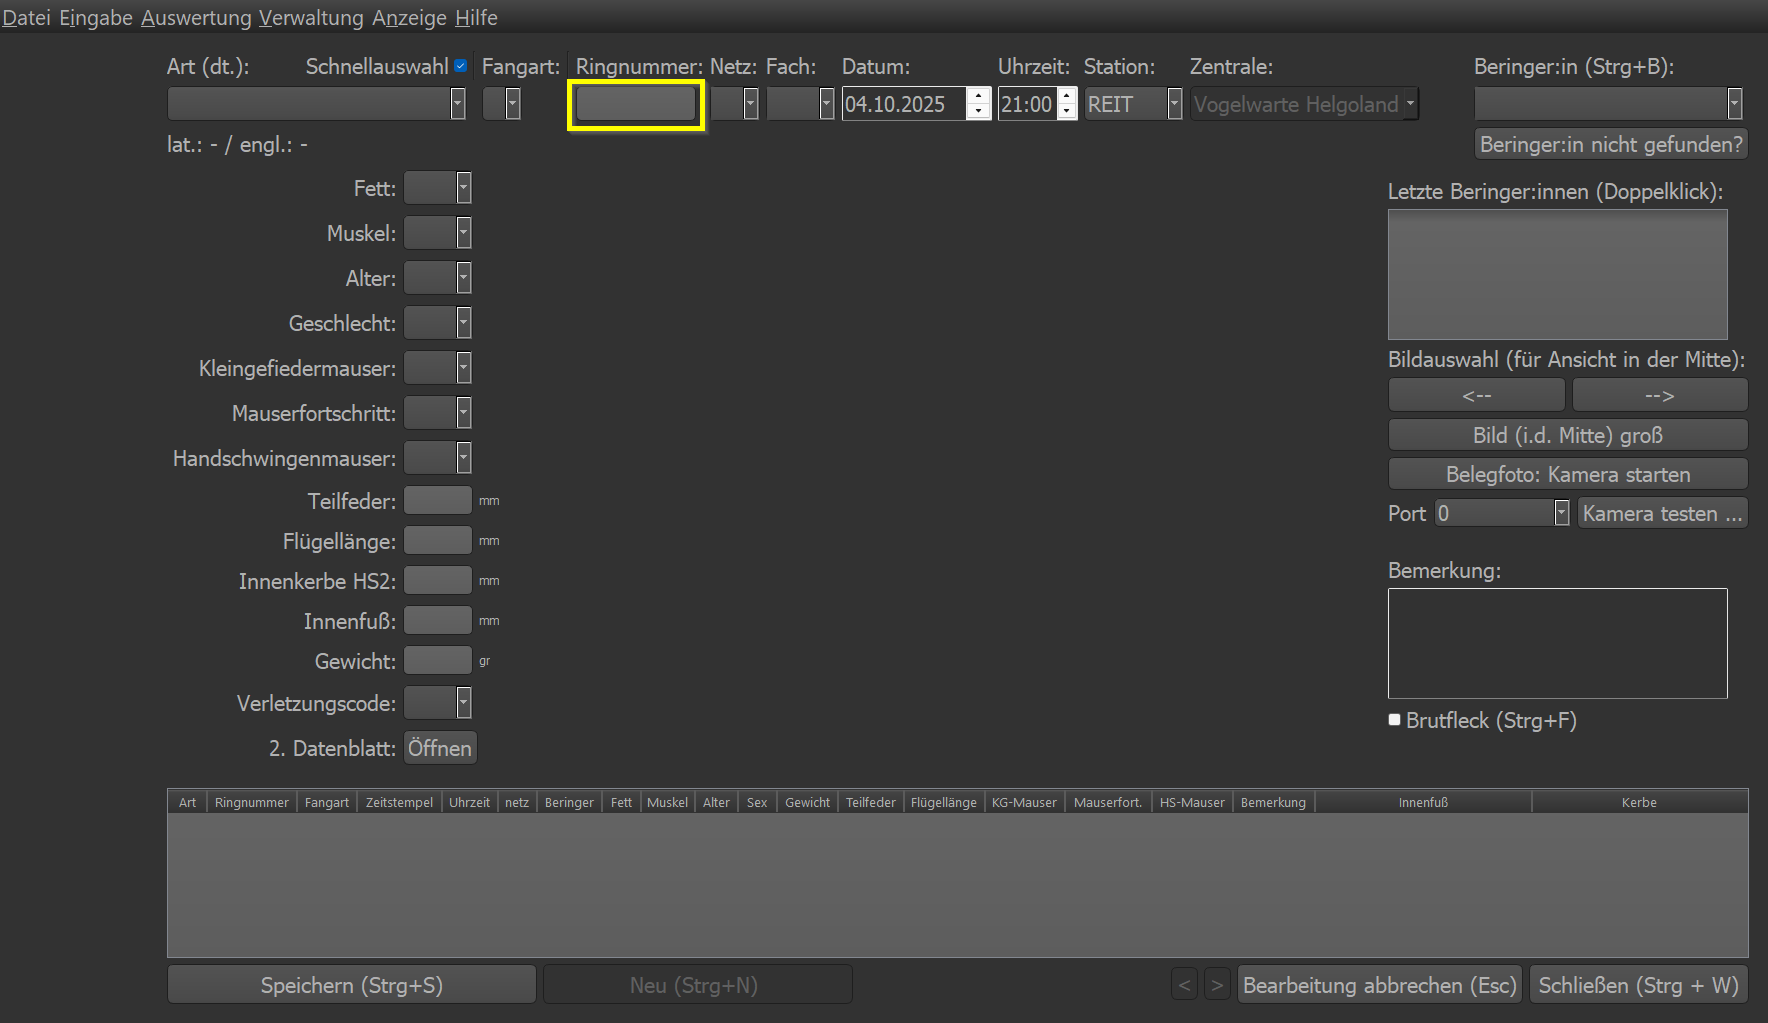 Datei Eingabe Auswertung Verwaltung Anzeige Hilfe
Art (dt.): Schnellauswahl Fangart: Ringnummer: Netz: Fach: Datum: Uhrzeit: Station: Zentrale: Beringer:in (Strg+B):
04.10.2025 21:00 REIT Vogelwarte Helgoland
lat.: - / engl.: - Beringer:in nicht gefunden?
Fett:
Muskel:
Alter:
Geschlecht:
Kleingefiedermauser:
Mauserfortschritt:
Handschwingenmauser:
Teilfeder: mm
Flügellänge: mm
Innenkerbe HS2: mm
Innenfuß: mm
Gewicht: gr
Verletzungscode:
2. Datenblatt: Öffnen
Letzte Beringer:innen (Doppelklick):
Bildauswahl (für Ansicht in der Mitte):
<-- -->
Bild (i.d. Mitte) groß
Belegfoto: Kamera starten
Port 0 Kamera testen ...
Bemerkung:
Brutfleck (Strg+F)
Art Ringnummer Fangart Zeitstempel Uhrzeit netz Beringer Fett Muskel Alter Sex Gewicht Teilfeder Flügellänge KG-Mauser Mauserfort. HS-Mauser Bemerkung Innenfuß Kerbe
Speichern (Strg+S) Neu (Strg+N) < > Bearbeitung abbrechen (Esc) Schließen (Strg + W)